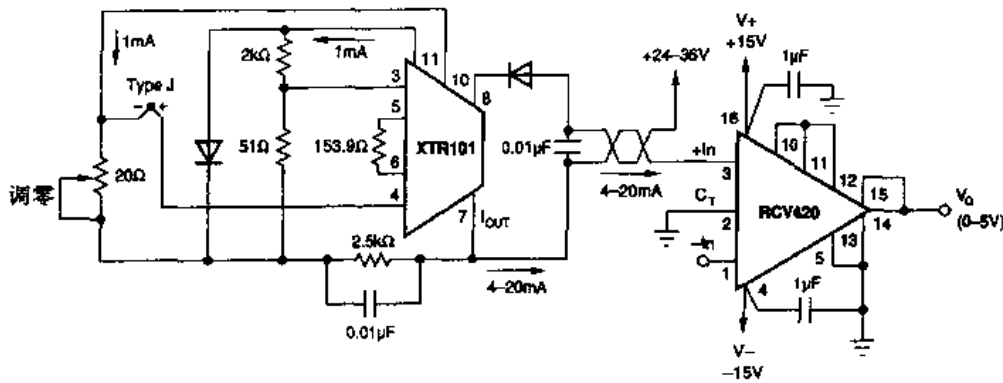 1mA
2kΩ
1mA
11
10
8
+24–36V
V+
+15V
1µF
Type J
- +
3
5
6
4
7
51Ω
153.9Ω
XTR101
0.01µF
16
10
11
12
15
+In
3
调零
20Ω
4–20mA
C_T
2
RCV420
14
V_O
(0–5V)
I_OUT
2.5kΩ
4–20mA
0.01µF
-In
1
5
13
4
1µF
V–
–15V